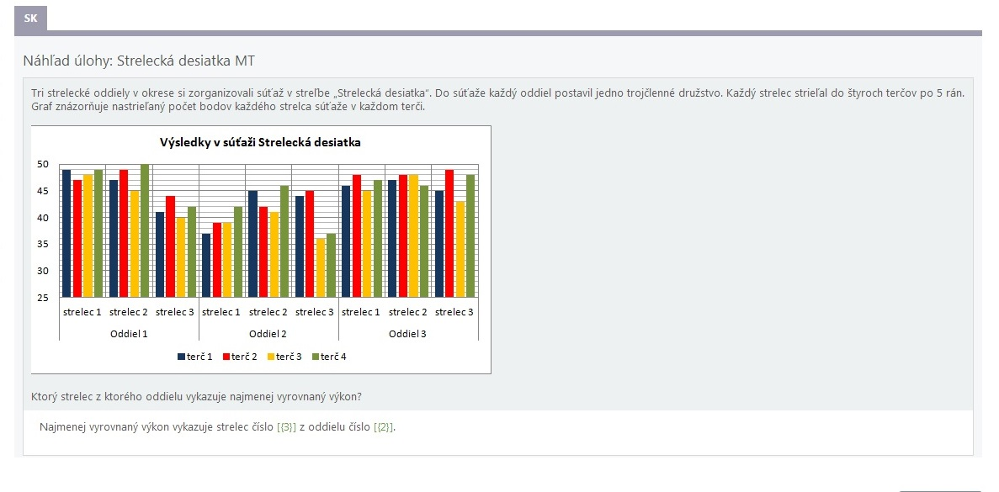 SK
Náhľad úlohy: Strelecká desiatka MT
Tri strelecké oddiely v okrese si zorganizovali súťaž v streľbe „Strelecká desiatka“. Do súťaže každý oddiel postavil jedno trojčlenné družstvo. Každý strelec strieľal do štyroch terčov po 5 rán.
Graf znázorňuje nastrieľaný počet bodov každého strelca súťaže v každom terči.
Výsledky v súťaži Strelecká desiatka
50
45
40
35
30
25
strelec 1 strelec 2 strelec 3 strelec 1 strelec 2 strelec 3 strelec 1 strelec 2 strelec 3
Oddiel 1 Oddiel 2 Oddiel 3
terč 1 terč 2 terč 3 terč 4
Ktorý strelec z ktorého oddielu vykazuje najmenej vyrovnaný výkon?
Najmenej vyrovnaný výkon vykazuje strelec číslo [{3}] z oddielu číslo [{2}].